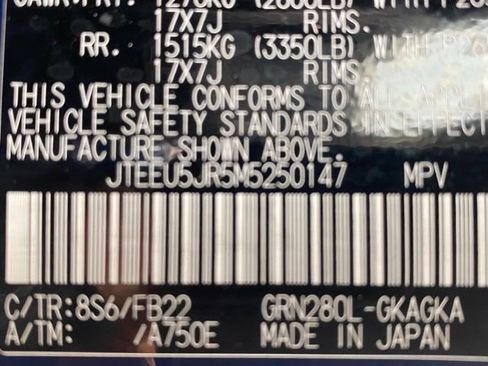 17X7J RIMS.
RR. 1515KG (3350LB) WITH
17X7J RIMS.
THIS VEHICLE CONFORMS TO ALL
VEHICLE SAFETY STANDARDS IN EFFECT
MANUFACTURE SHOWN ABOVE.
JTEEU5JR5M5250147 MPV
C/TR:8S6/FB22 GRN280L-GKAGKA
A/TM: /A750E MADE IN JAPAN